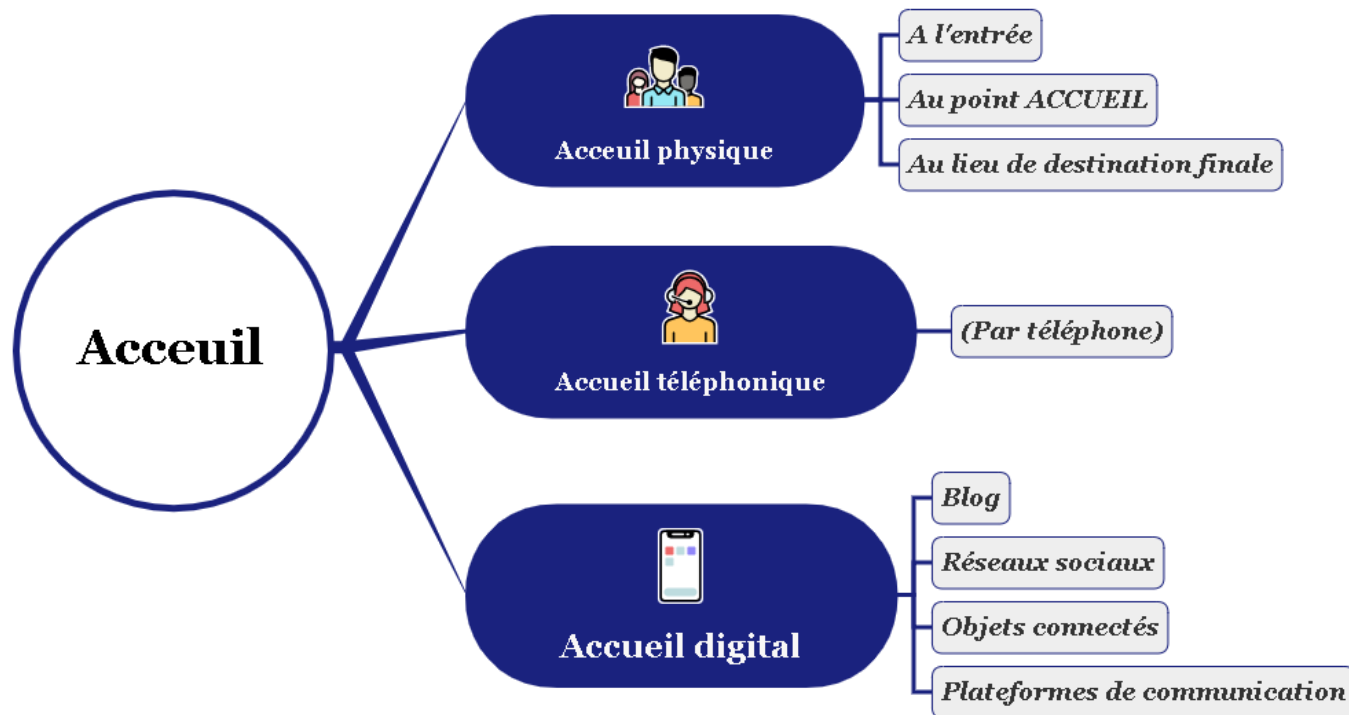 Acceuil
Acceuil physique
A l'entrée
Au point ACCUEIL
Au lieu de destination finale
Accueil téléphonique
(Par téléphone)
Accueil digital
Blog
Réseaux sociaux
Objets connectés
Plateformes de communication